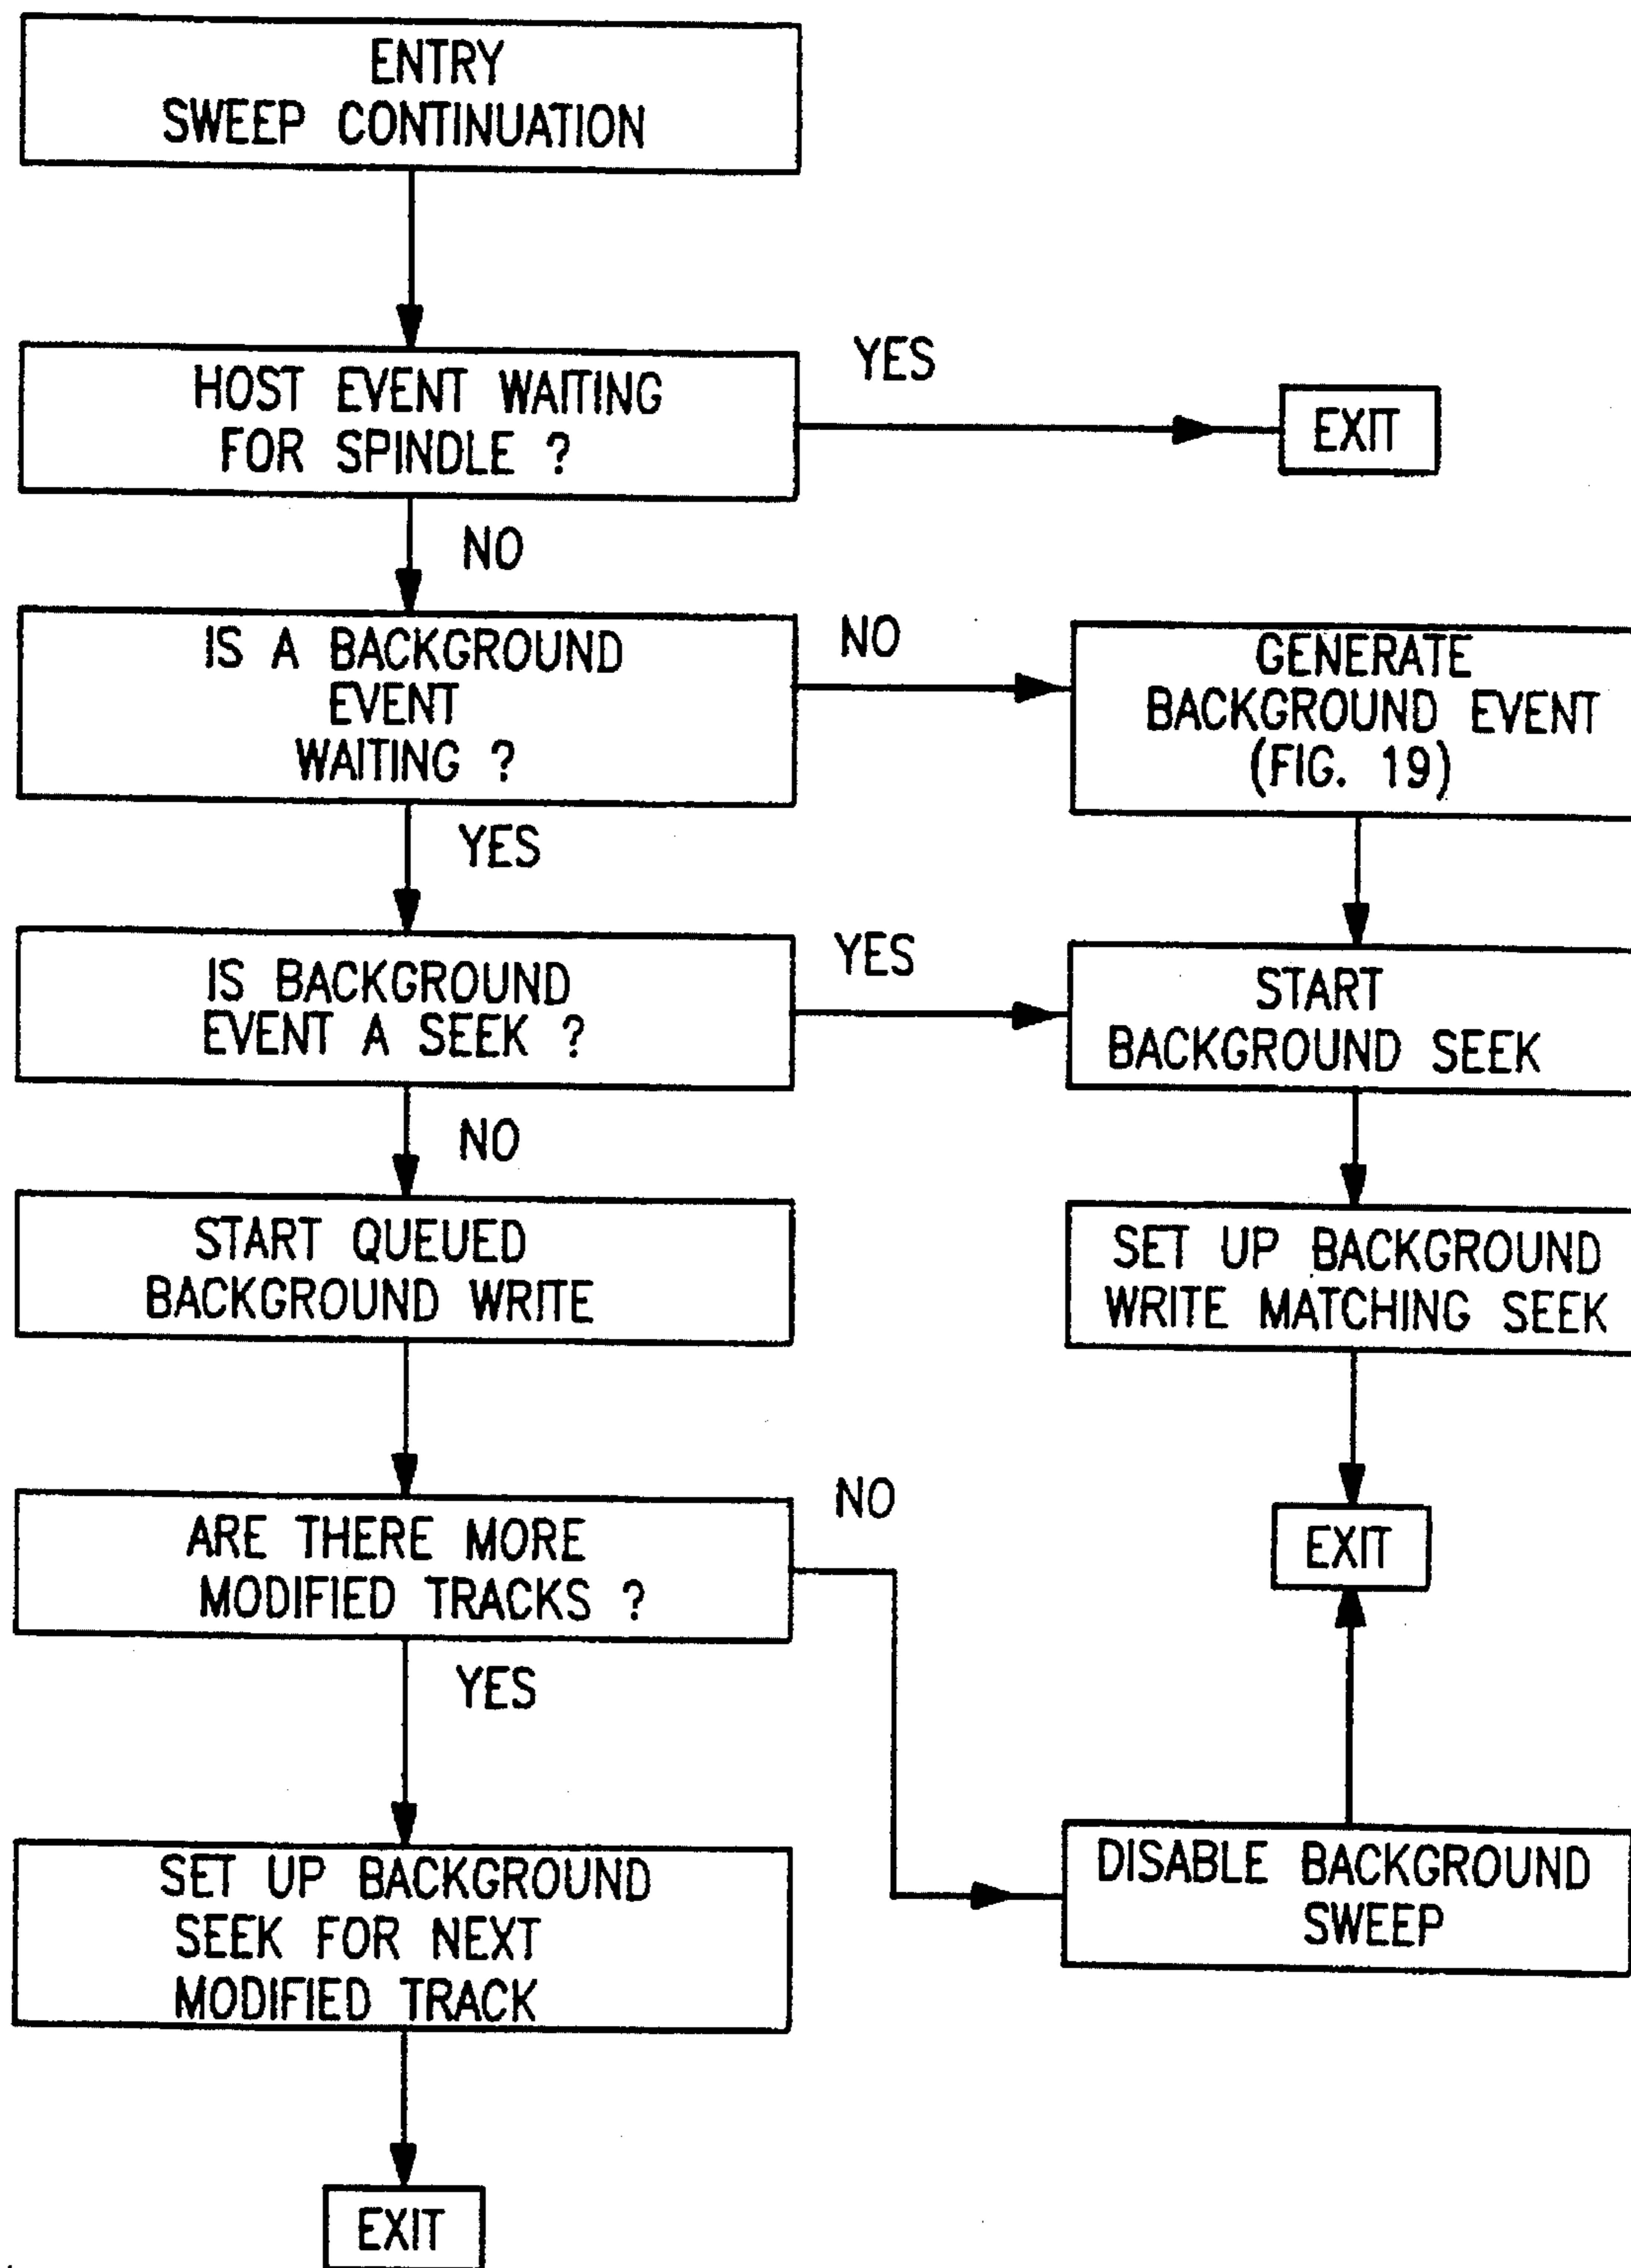 ENTRY
SWEEP CONTINUATION
HOST EVENT WAITING
FOR SPINDLE ?
YES
EXIT
NO
IS A BACKGROUND
EVENT
WAITING ?
NO
GENERATE
BACKGROUND EVENT
(FIG. 19)
YES
IS BACKGROUND
EVENT A SEEK ?
YES
START
BACKGROUND SEEK
NO
START QUEUED
BACKGROUND WRITE
SET UP BACKGROUND
WRITE MATCHING SEEK
ARE THERE MORE
MODIFIED TRACKS ?
NO
EXIT
YES
SET UP BACKGROUND
SEEK FOR NEXT
MODIFIED TRACK
DISABLE BACKGROUND
SWEEP
EXIT